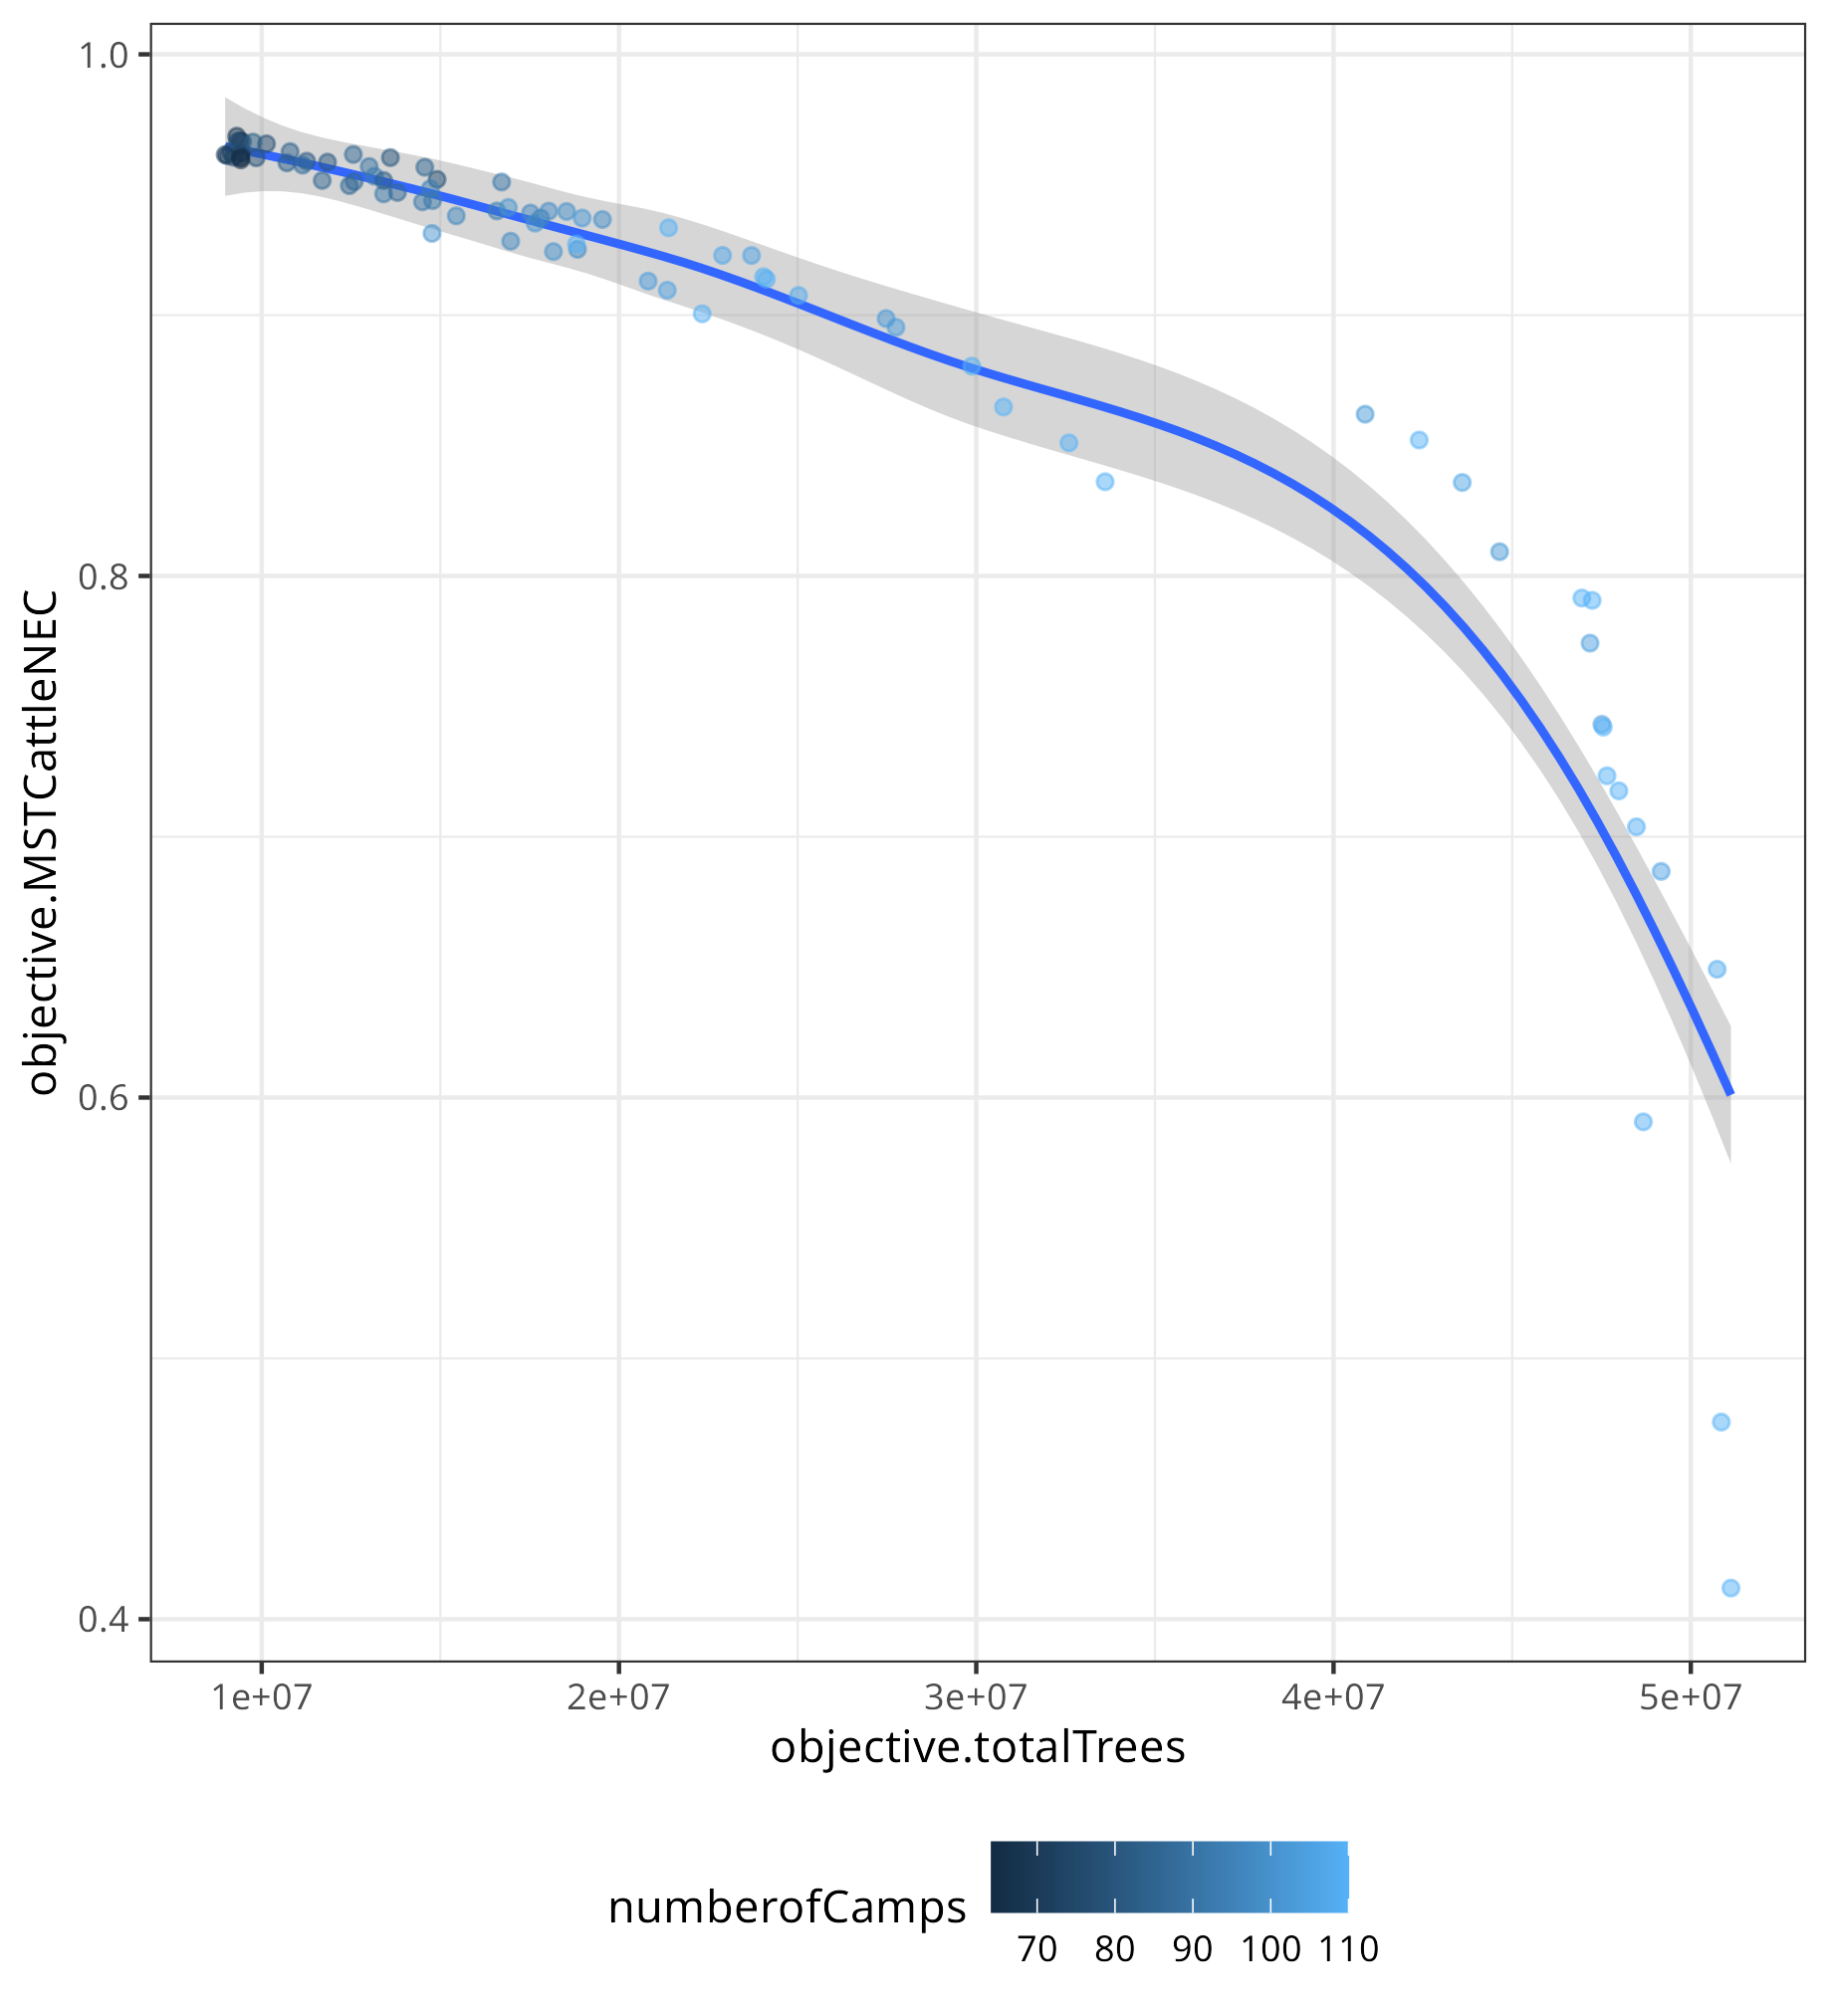 1.0
0.8
0.6
0.4
objective.MSTCattleNEC
1e+07 2e+07 3e+07 4e+07 5e+07
objective.totalTrees
numberofCamps
70 80 90 100 110